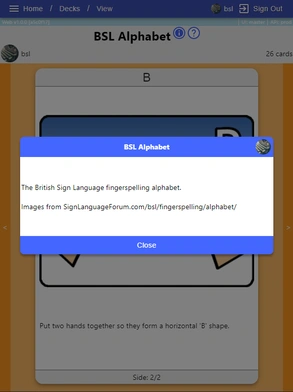 Home / Decks / View
bsl
Sign Out
BSL Alphabet
bsl
26 cards
B
BSL Alphabet
The British Sign Language fingerspelling alphabet.
Images from SignLanguageForum.com/bsl/fingerspelling/alphabet/
Close
Put two hands together so they form a horizontal 'B' shape.
Side: 2/2